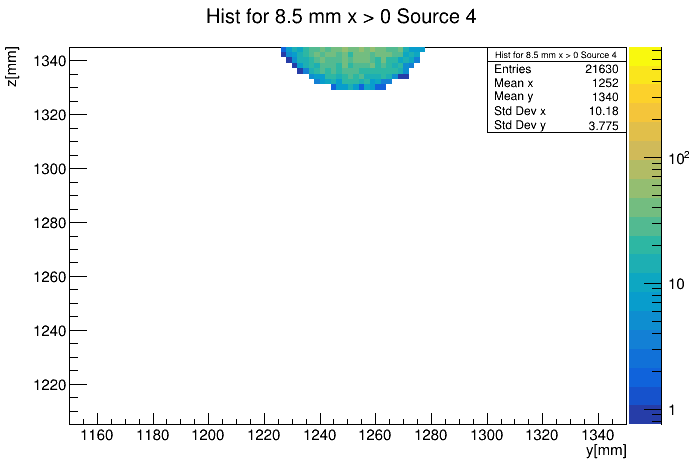 Hist for 8.5 mm x > 0 Source 4
z[mm]
1340
1320
1300
1280
1260
1240
1220
Hist for 8.5 mm x > 0 Source 4
Entries 21630
Mean x 1252
Mean y 1340
Std Dev x 10.18
Std Dev y 3.775
10²
10
1
1160 1180 1200 1220 1240 1260 1280 1300 1320 1340
y[mm]